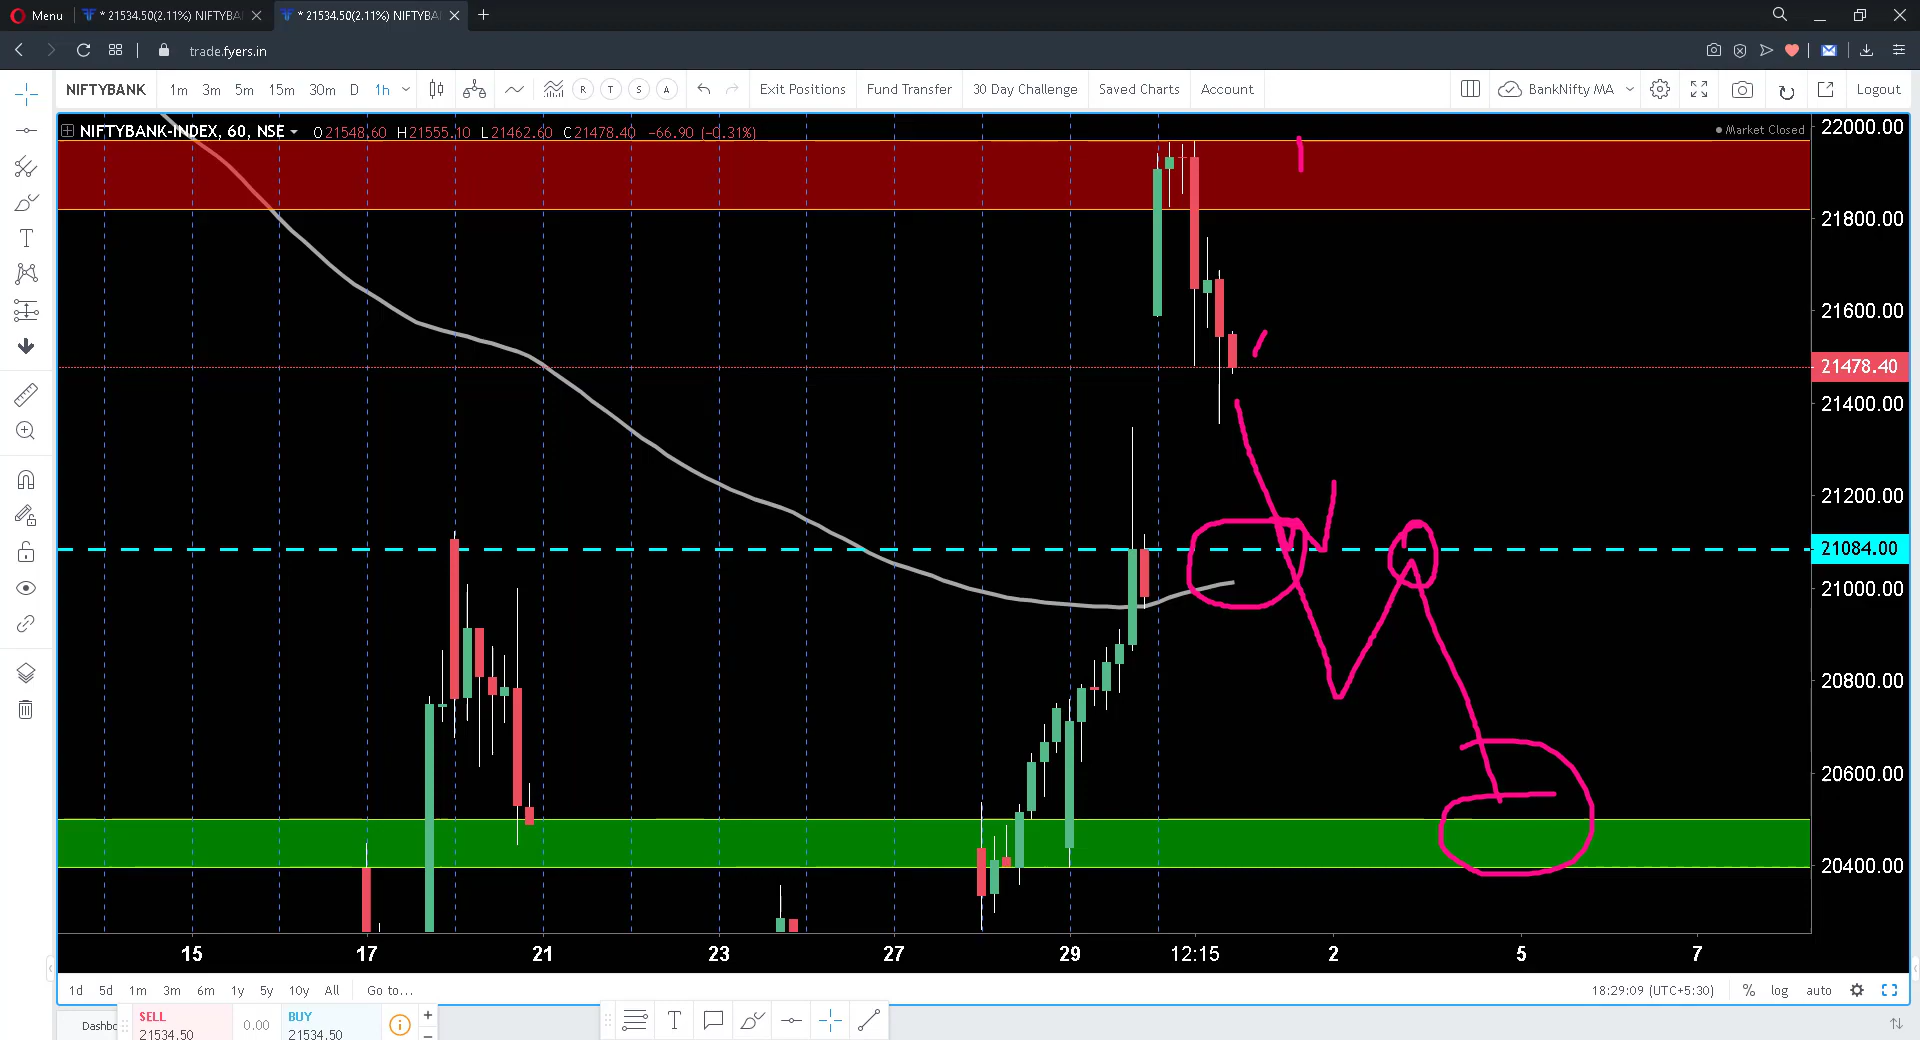 Menu * 21534.50(2.11%) NIFTYBA * 21534.50(2.11%) NIFTYBA
trade.fyers.in
NIFTYBANK 1m 3m 5m 15m 30m D 1h R T S A Exit Positions Fund Transfer 30 Day Challenge Saved Charts Account BankNifty MA Logout
NIFTYBANK-INDEX, 60, NSE O21548.60 H21555.10 L21462.60 C21478.40 -66.90 (-0.31%) Market Closed
22000.00
21800.00
21600.00
21478.40
21400.00
21200.00
21084.00
21000.00
20800.00
20600.00
20400.00
15 17 21 23 27 29 12:15 2 5 7
1d 5d 1m 3m 6m 1y 5y 10y All Go to... 18:29:09 (UTC+5:30) % log auto
Dashbo SELL 0.00 BUY
21534.50 21534.50
T